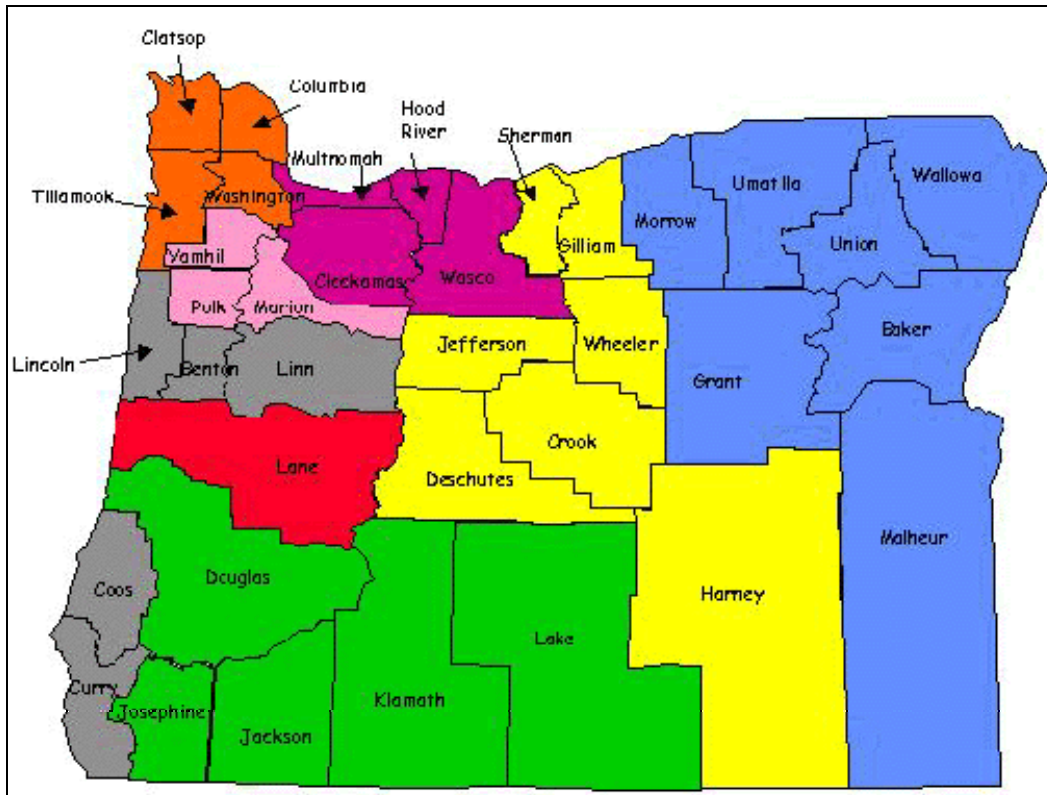 Clatsop
Columbia
Hood
River
Multnomah
Sherman
Tillamook
Washington
Umatilla
Wallowa
Morrow
Union
Gilliam
Yamhil
Cleckamas
Wasco
Polk
Marion
Lincoln
Benton
Linn
Jefferson
Wheeler
Baker
Grant
Lane
Crook
Deschutes
Malheur
Coos
Douglas
Harney
Lake
Curry
Josephine
Klamath
Jackson